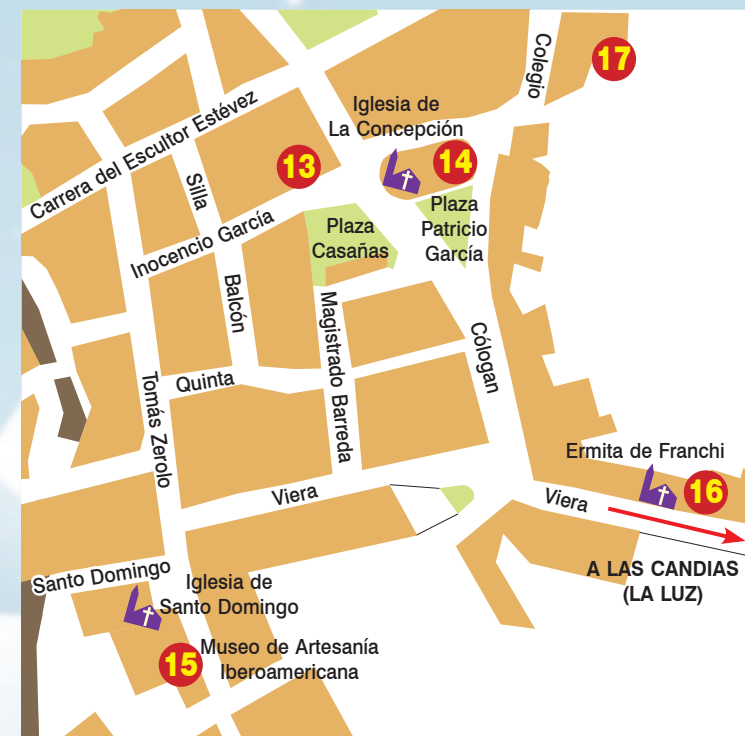 Colegio
17
Iglesia de
La Concepción
14
13
Carrera del Escultor Estévez
Silla
Plaza
Patricio
García
Plaza
Casañas
Inocencio García
Balcón
Magistrado Barreda
Cólogan
Quinta
Tomás Zerolo
Ermita de Franchi
16
Viera
Viera
A LAS CANDIAS
(LA LUZ)
Santo Domingo
Iglesia de
Santo Domingo
15
Museo de Artesanía
Iberoamericana